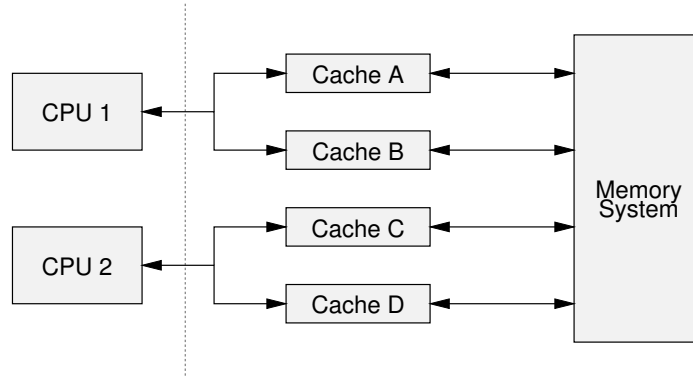 Cache A
CPU 1
Cache B
Memory
System
Cache C
CPU 2
Cache D